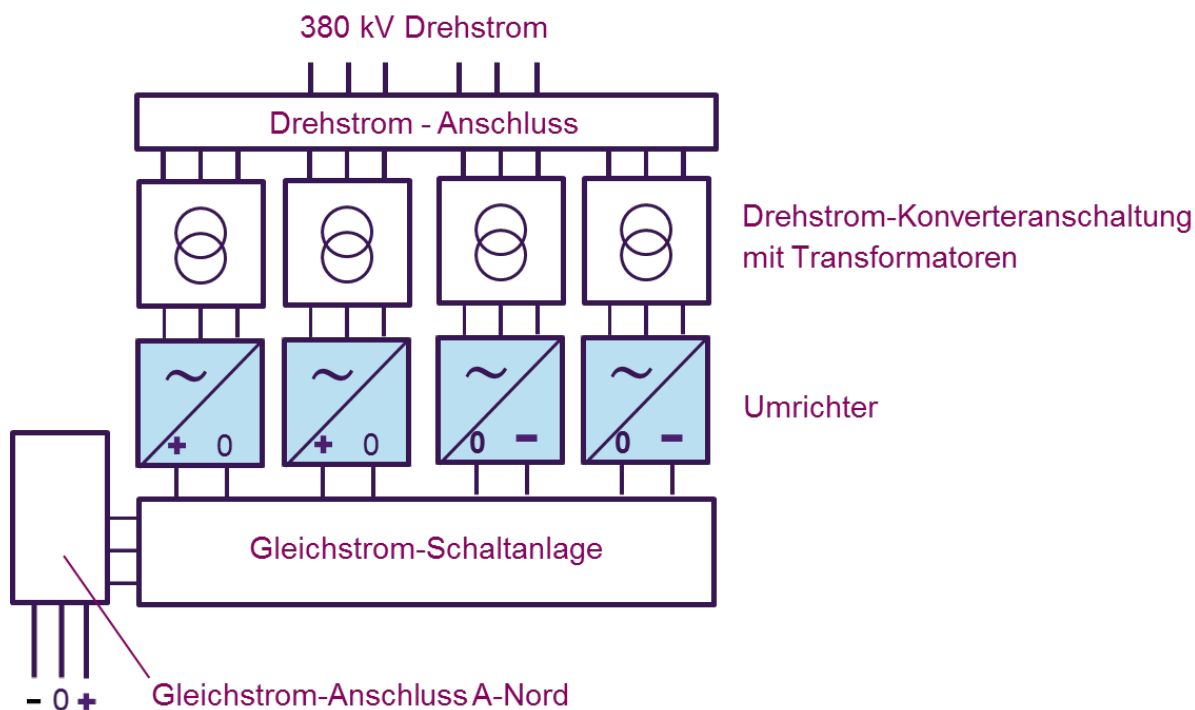 380 kV Drehstrom
Drehstrom - Anschluss
Drehstrom-Konverteranschaltung
mit Transformatoren
~ ~ ~ ~
+ 0 + 0 0 - 0 -
Umrichter
Gleichstrom-Schaltanlage
- 0 +
Gleichstrom-Anschluss A-Nord